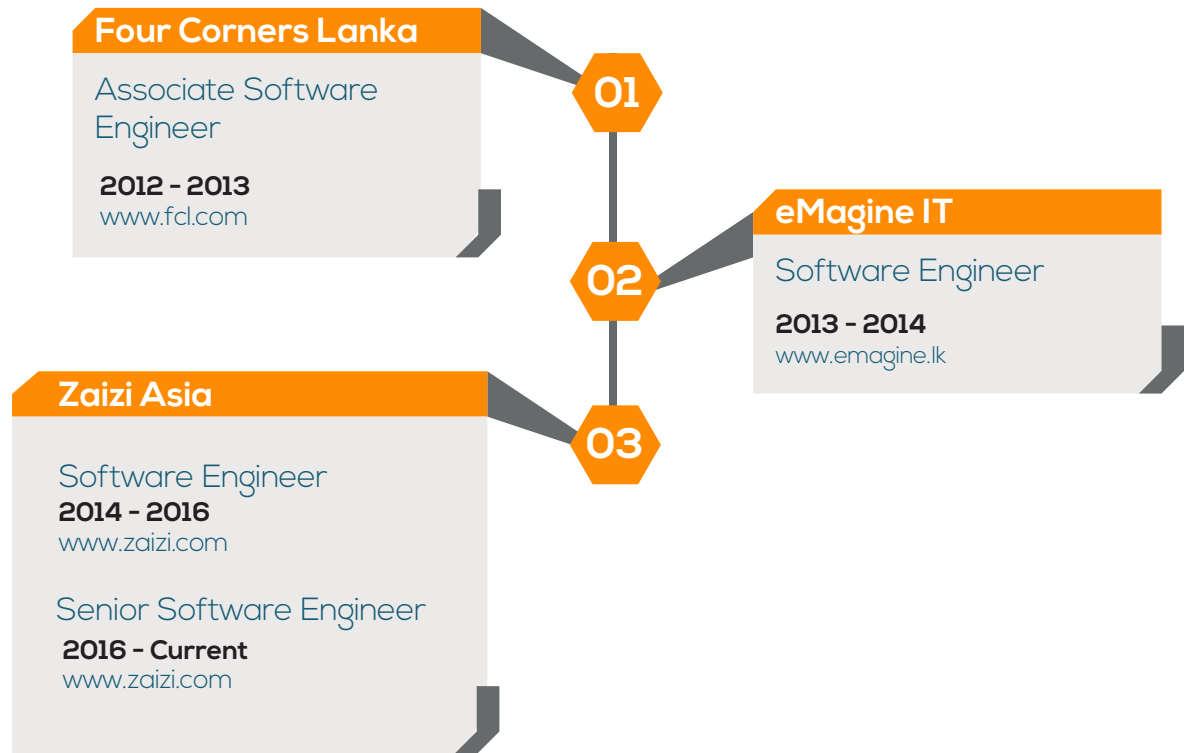 Four Corners Lanka
Associate Software
Engineer
2012 - 2013
www.fcl.com
01
eMagine IT
Software Engineer
2013 - 2014
www.emagine.lk
02
Zaizi Asia
Software Engineer
2014 - 2016
www.zaizi.com
Senior Software Engineer
2016 - Current
www.zaizi.com
03